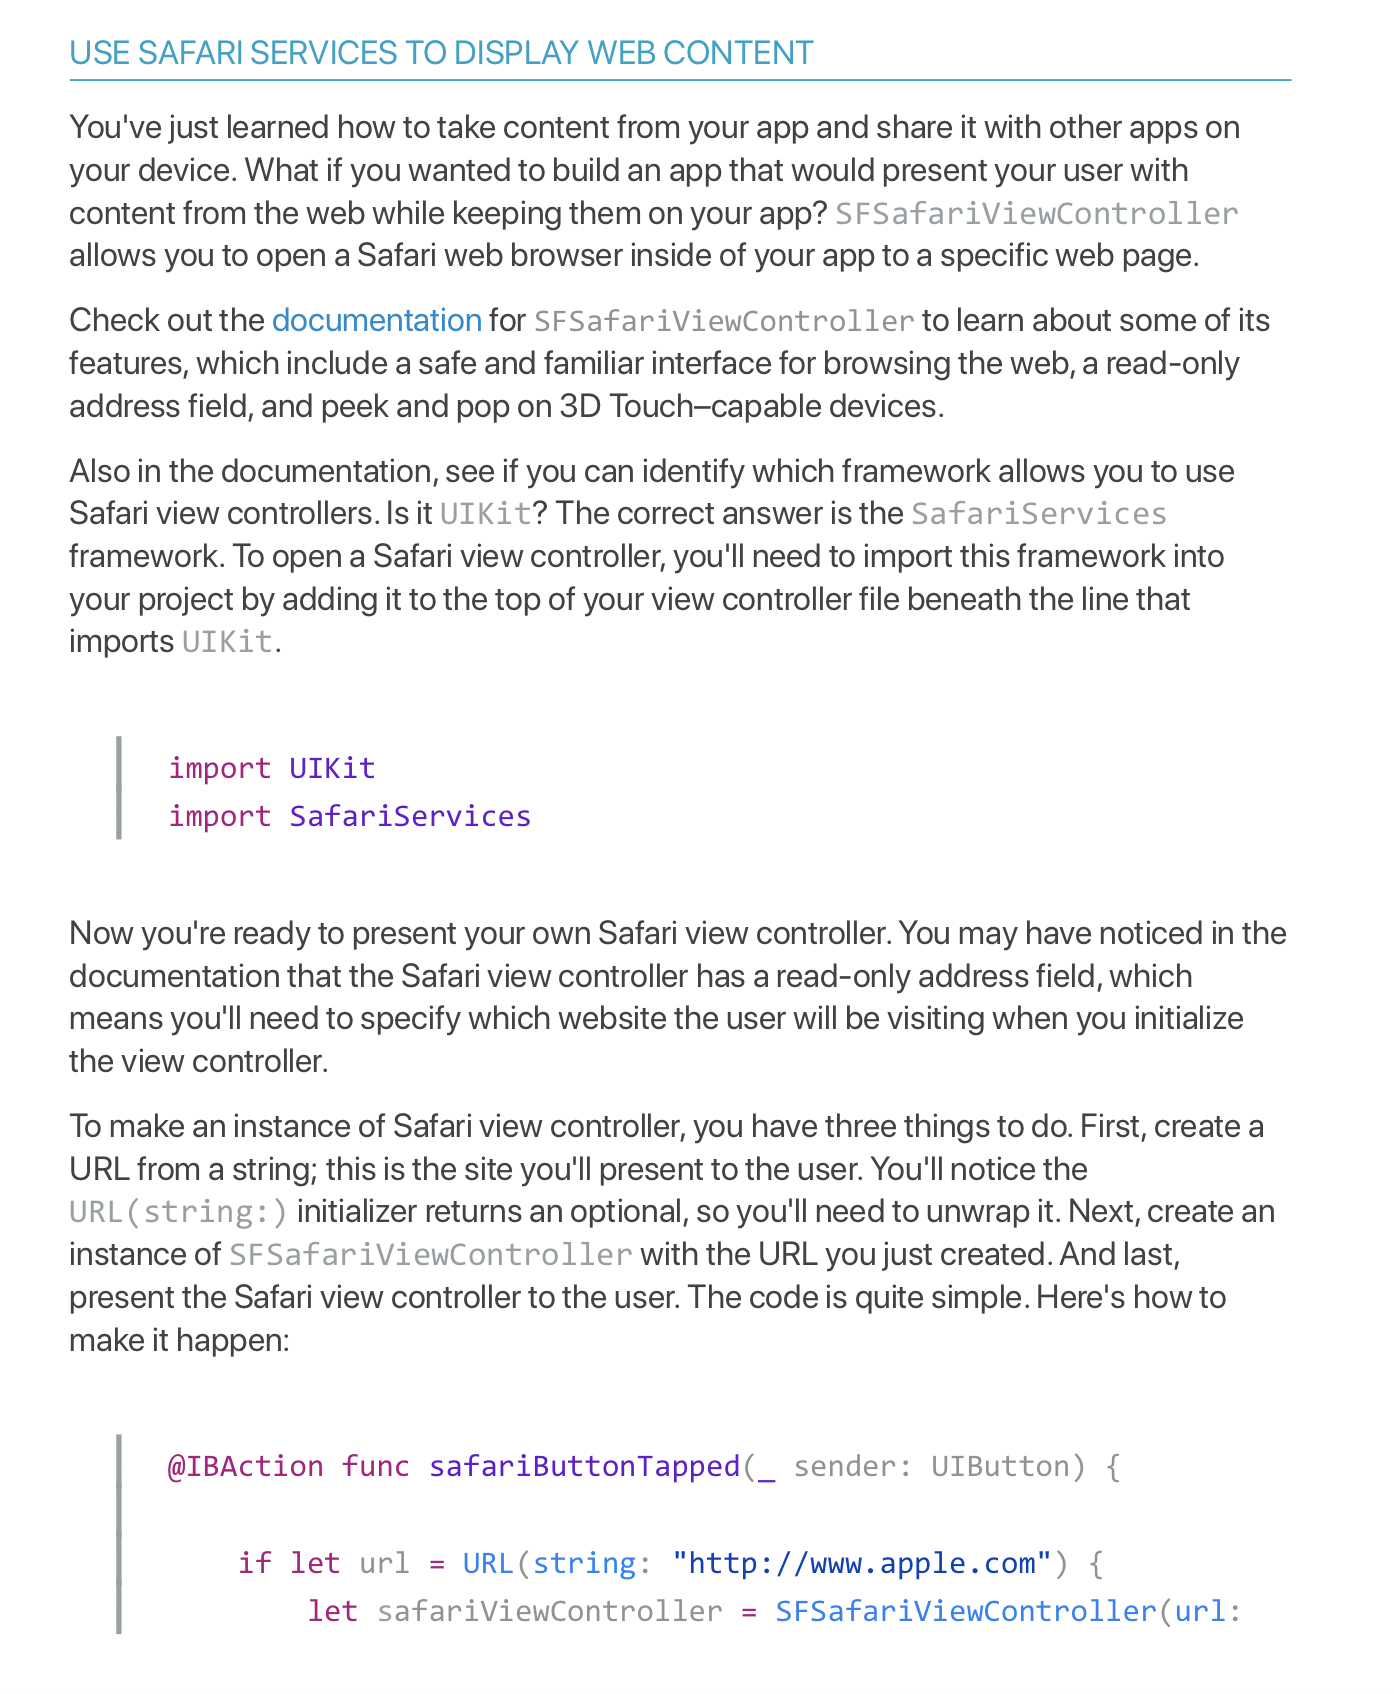 USE SAFARI SERVICES TO DISPLAY WEB CONTENT
You've just learned how to take content from your app and share it with other apps on
your device. What if you wanted to build an app that would present your user with
content from the web while keeping them on your app? SFSafariViewController
allows you to open a Safari web browser inside of your app to a specific web page.
Check out the documentation for SFSafariViewController to learn about some of its
features, which include a safe and familiar interface for browsing the web, a read-only
address field, and peek and pop on 3D Touch–capable devices.
Also in the documentation, see if you can identify which framework allows you to use
Safari view controllers. Is it UIKit? The correct answer is the SafariServices
framework. To open a Safari view controller, you'll need to import this framework into
your project by adding it to the top of your view controller file beneath the line that
imports UIKit.
import UIKit
import SafariServices
Now you're ready to present your own Safari view controller. You may have noticed in the
documentation that the Safari view controller has a read-only address field, which
means you'll need to specify which website the user will be visiting when you initialize
the view controller.
To make an instance of Safari view controller, you have three things to do. First, create a
URL from a string; this is the site you'll present to the user. You'll notice the
URL(string:) initializer returns an optional, so you'll need to unwrap it. Next, create an
instance of SFSafariViewController with the URL you just created. And last,
present the Safari view controller to the user. The code is quite simple. Here's how to
make it happen:
@IBAction func safariButtonTapped(_ sender: UIButton) {
if let url = URL(string: "http://www.apple.com") {
let safariViewController = SFSafariViewController(url: